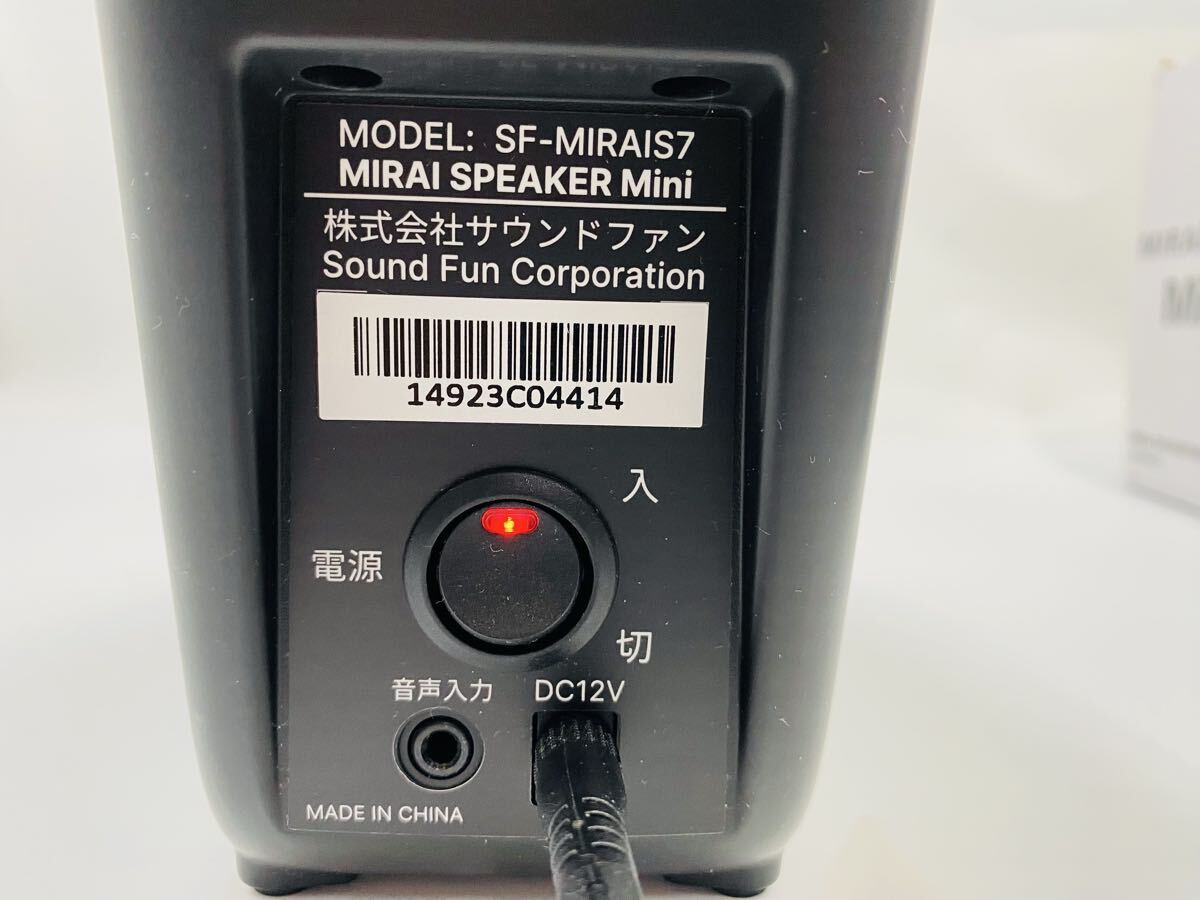 MODEL: SF-MIRAIS7
MIRAI SPEAKER Mini
株式会社サウンドファン
Sound Fun Corporation
14923C04414
入
電源
切
音声入力
DC12V
MADE IN CHINA